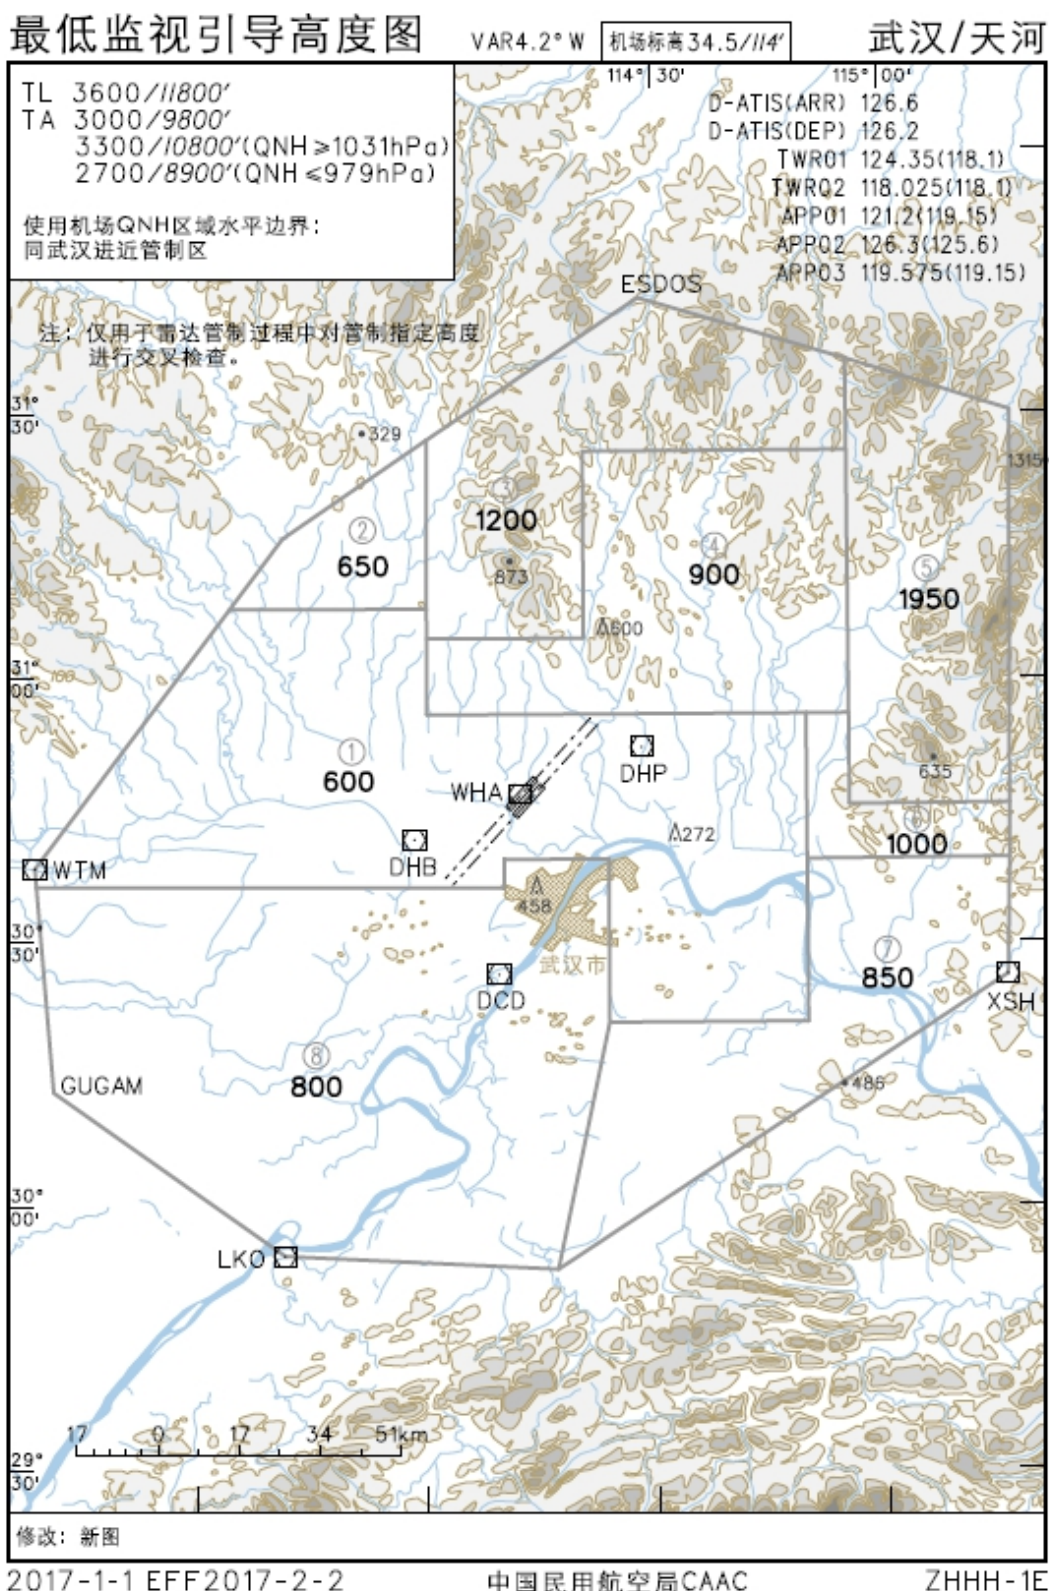 最低监视引导高度图 VAR4.2°W 机场标高34.5/114' 武汉/天河
114°30' 115°00'
TL 3600/11800'
TA 3000/9800'
3300/10800'(QNH≥1031hPa)
2700/8900'(QNH≤979hPa)
使用机场QNH区域水平边界:
同武汉进近管制区
D-ATIS(ARR) 126.6
D-ATIS(DEP) 126.2
TWR01 124.35(118.1)
TWR02 118.025(118.1)
APP01 121.2(119.15)
APP02 126.3(125.6)
APP03 119.575(119.15)
ESDOS
注: 仅用于雷达管制过程中对管制指定高度
进行交叉检查。
31°
30'
329
1315
③
1200
②
650
④
900
873
⑤
1950
600
31°
00'
100
①
600
DHP
635
WHA
272
⑥
1000
DHB
WTM
458
30°
30'
武汉市
⑦
850
DCD
XSH
⑧
800
GUGAM
486
30°
00'
LKO
17 0 17 34 51km
29°
30'
修改: 新图
2017-1-1 EFF2017-2-2 中国民用航空局CAAC ZHHH-1E